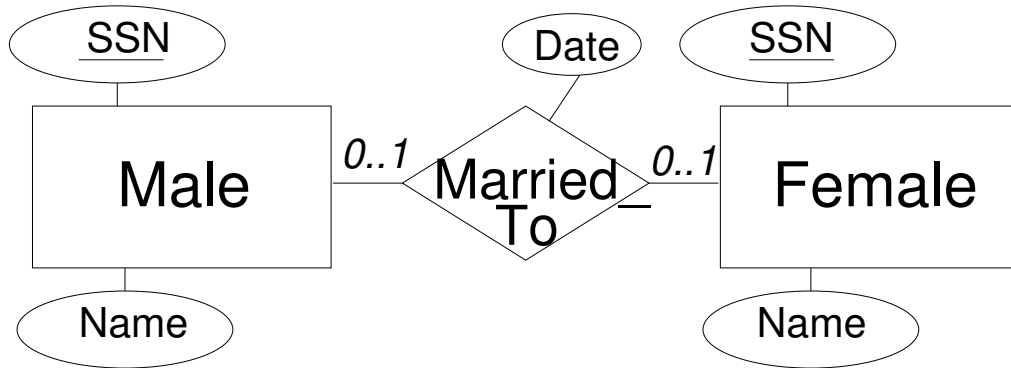 SSN
Date
SSN
Male
0..1
Married_
To
0..1
Female
Name
Name